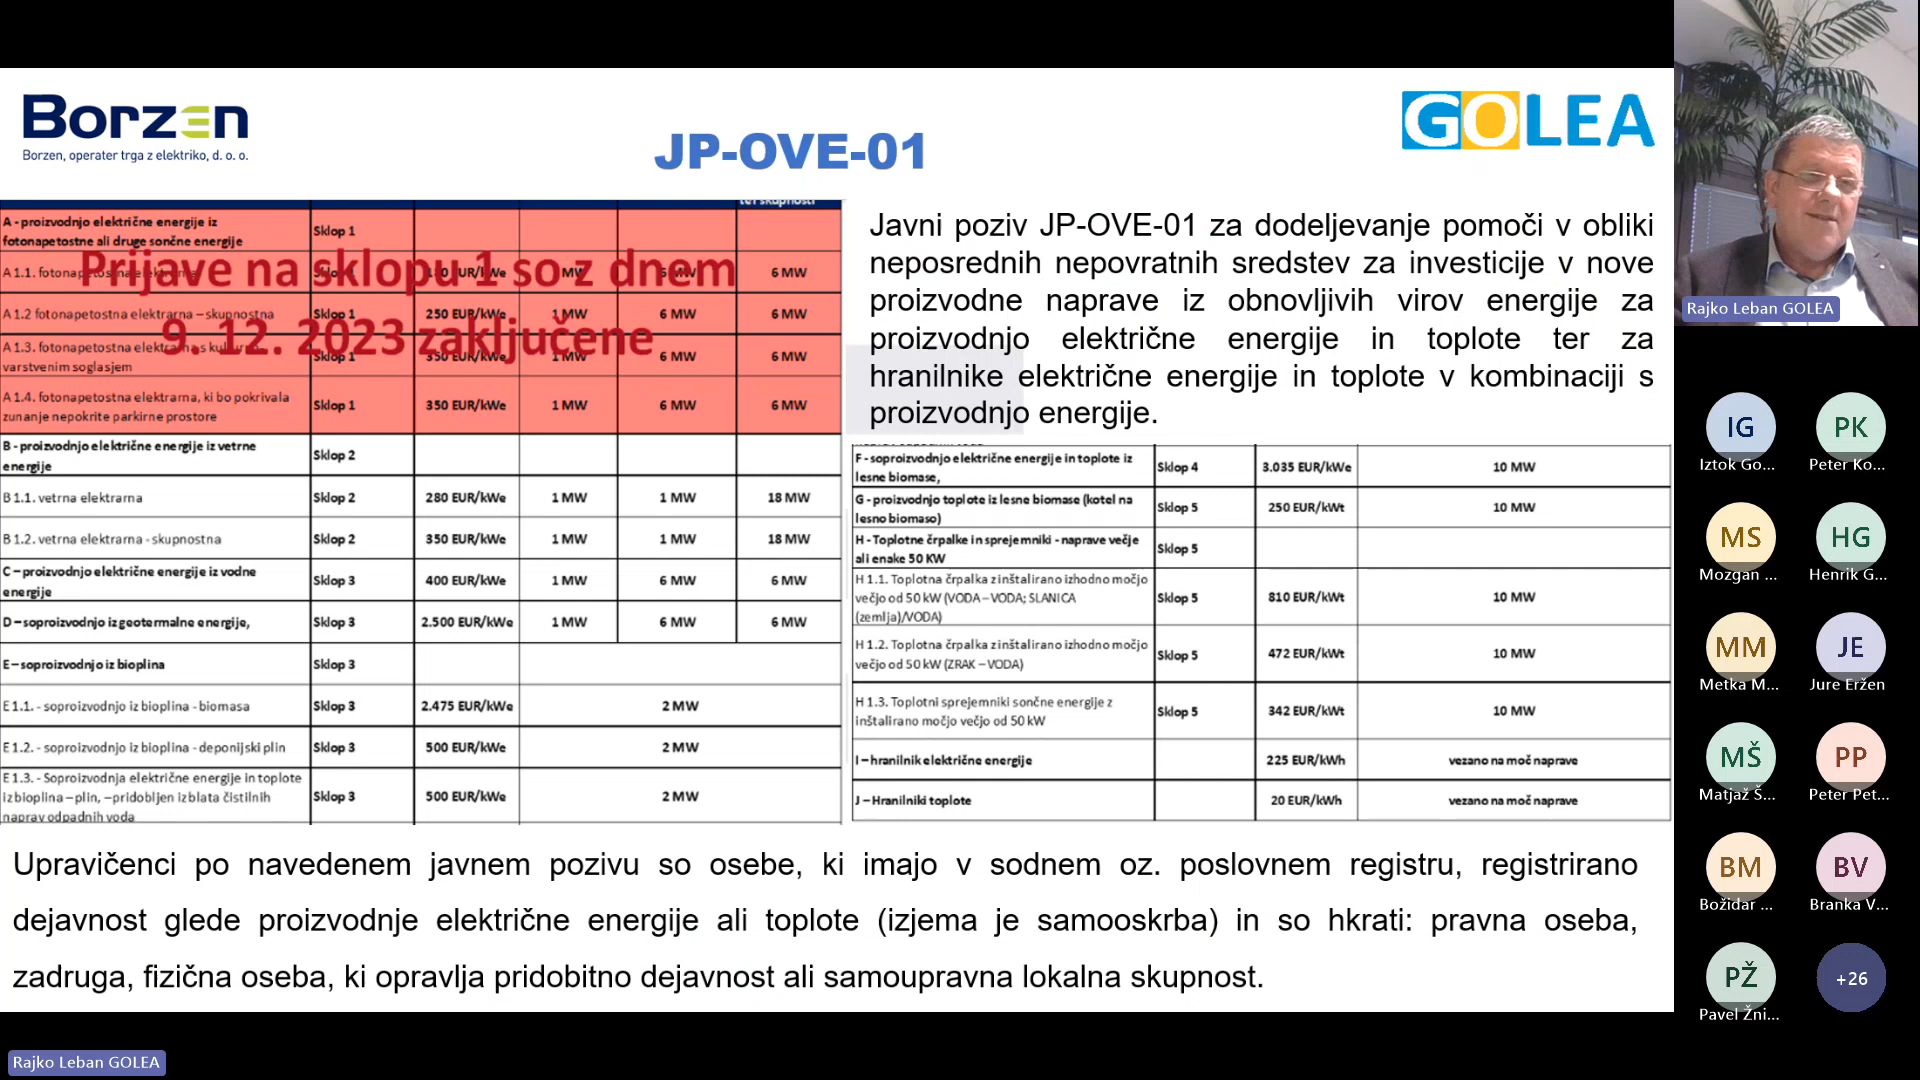 Borzen
Borzen, operater trga z elektriko, d. o. o.
JP-OVE-01
GOLEA
ter skupnosti
A - proizvodnjo električne energije iz
fotonapetostne ali druge sončne energije
Sklop 1
A 1.1. fotonapetostna elektrarna
6 MW
A 1.2 fotonapetostna elektrarna – skupnostna
Sklop 1
250 EUR/kWe
1 MW
6 MW
6 MW
A 1.3. fotonapetostna elektrarna s kulturno
varstvenim soglasjem
Sklop 1
350 EUR/kWe
1 MW
6 MW
6 MW
A 1.4. fotonapetostna elektrarna, ki bo pokrivala
zunanje nepokrite parkirne prostore
Sklop 1
350 EUR/kWe
1 MW
6 MW
6 MW
Prijave na sklopu 1 so z dnem
9. 12. 2023 zaključene
B - proizvodnjo električne energije iz vetrne
energije
Sklop 2
B 1.1. vetrna elektrarna
Sklop 2
280 EUR/kWe
1 MW
1 MW
18 MW
B 1.2. vetrna elektrarna - skupnostna
Sklop 2
350 EUR/kWe
1 MW
1 MW
18 MW
C – proizvodnjo električne energije iz vodne
energije
Sklop 3
400 EUR/kWe
1 MW
6 MW
6 MW
D – soproizvodnjo iz geotermalne energije,
Sklop 3
2.500 EUR/kWe
1 MW
6 MW
6 MW
E – soproizvodnjo iz bioplina
Sklop 3
E 1.1. - soproizvodnjo iz bioplina - biomasa
Sklop 3
2.475 EUR/kWe
2 MW
E 1.2. - soproizvodnjo iz bioplina - deponijski plin
Sklop 3
500 EUR/kWe
2 MW
E 1.3. - Soproizvodnja električne energije in toplote
iz bioplina – plin, – pridobljen iz blata čistilnih
naprav odpadnih voda
Sklop 3
500 EUR/kWe
2 MW
Javni poziv JP-OVE-01 za dodeljevanje pomoči v obliki
neposrednih nepovratnih sredstev za investicije v nove
proizvodne naprave iz obnovljivih virov energije za
proizvodnjo električne energije in toplote ter za
hranilnike električne energije in toplote v kombinaciji s
proizvodnjo energije.
F - soproizvodnjo električne energije in toplote iz
lesne biomase,
Sklop 4
3.035 EUR/kWe
10 MW
G - proizvodnjo toplote iz lesne biomase (kotel na
lesno biomaso)
Sklop 5
250 EUR/kWt
10 MW
H - Toplotne črpalke in sprejemniki - naprave večje
ali enake 50 KW
Sklop 5
H 1.1. Toplotna črpalka z inštalirano izhodno močjo
večjo od 50 kW (VODA – VODA; SLANICA
(zemlja)/VODA)
Sklop 5
810 EUR/kWt
10 MW
H 1.2. Toplotna črpalka z inštalirano izhodno močjo
večjo od 50 kW (ZRAK – VODA)
Sklop 5
472 EUR/kWt
10 MW
H 1.3. Toplotni sprejemniki sončne energije z
inštalirano močjo večjo od 50 kW
Sklop 5
342 EUR/kWt
10 MW
I – hranilnik električne energije
225 EUR/kWh
vezano na moč naprave
J – Hranilniki toplote
20 EUR/kWh
vezano na moč naprave
Upravičenci po navedenem javnem pozivu so osebe, ki imajo v sodnem oz. poslovnem registru, registrirano
dejavnost glede proizvodnje električne energije ali toplote (izjema je samooskrba) in so hkrati: pravna oseba,
zadruga, fizična oseba, ki opravlja pridobitno dejavnost ali samoupravna lokalna skupnost.
Rajko Leban GOLEA
IG
Iztok Go...
PK
Peter Ko...
MS
Mozgan ...
HG
Henrik G...
MM
Metka M...
JE
Jure Eržen
MŠ
Matjaž Š...
PP
Peter Pet...
BM
Božidar ...
BV
Branka V...
PŽ
Pavel Žni...
+26
Rajko Leban GOLEA